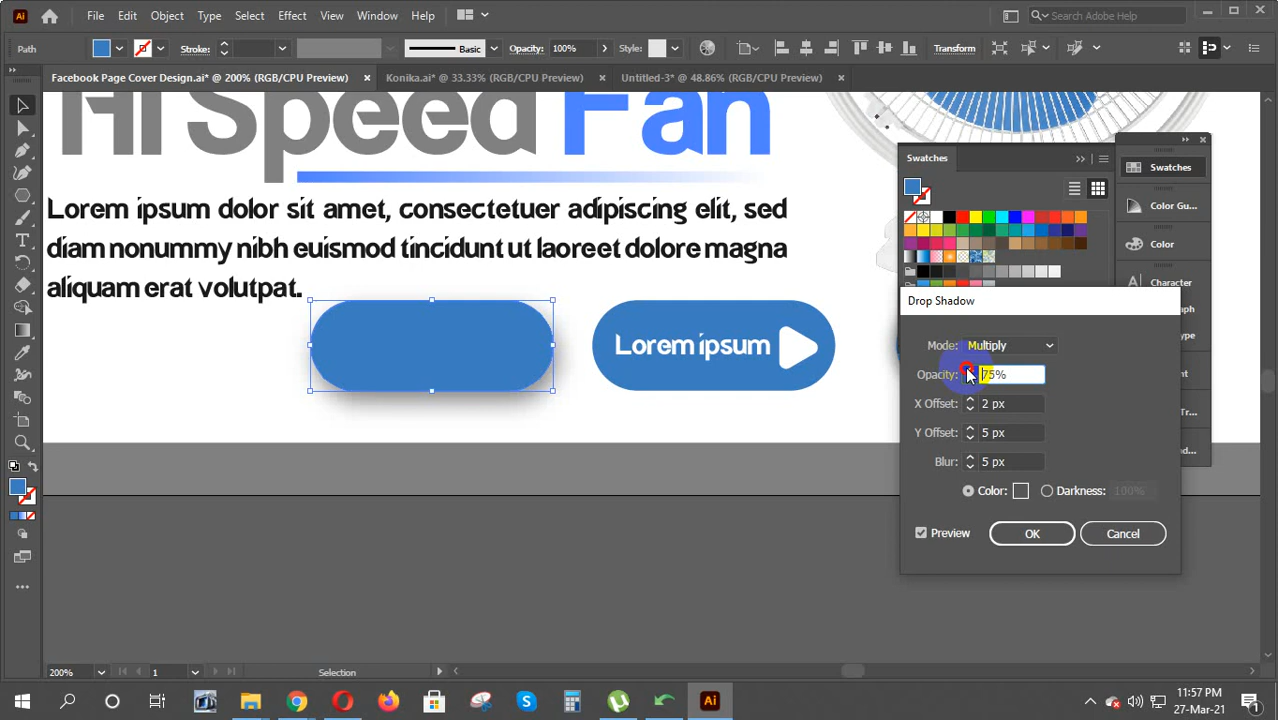 Ai File Edit Object Type Select Effect View Window Help Search Adobe Help
Path Stroke: Basic Opacity: 100% Style: Transform
Facebook Page Cover Design.ai* @ 200% (RGB/CPU Preview) × Konika.ai* @ 33.33% (RGB/CPU Preview) × Untitled-3* @ 48.86% (RGB/CPU Preview) ×
Hi Speed Fan
Lorem ipsum dolor sit amet, consectetuer adipiscing elit, sed
diam nonummy nibh euismod tincidunt ut laoreet dolore magna
aliquam erat volutpat.
Lorem ipsum
Swatches
Swatches
Color Gu...
Color
Character
Drop Shadow
Mode: Multiply
Opacity: 75%
X Offset: 2 px
Y Offset: 5 px
Blur: 5 px
Color: Darkness: 100%
Preview OK Cancel
200% 1 Selection
11:57 PM
27-Mar-21